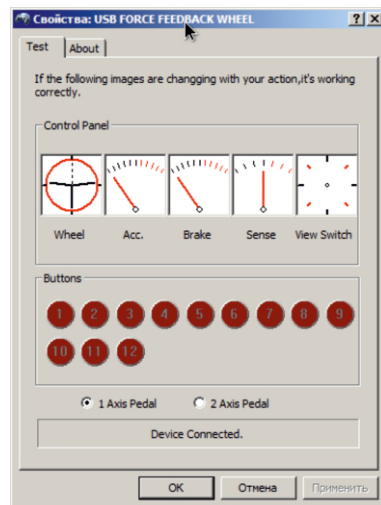 Свойства: USB FORCE FEEDBACK WHEEL
Test About
If the following images are changging with your action,it's working
correctly.
Control Panel
Wheel Acc. Brake Sense View Switch
Buttons
1 2 3 4 5 6 7 8 9
10 11 12
1 Axis Pedal 2 Axis Pedal
Device Connected.
OK Отмена Применить